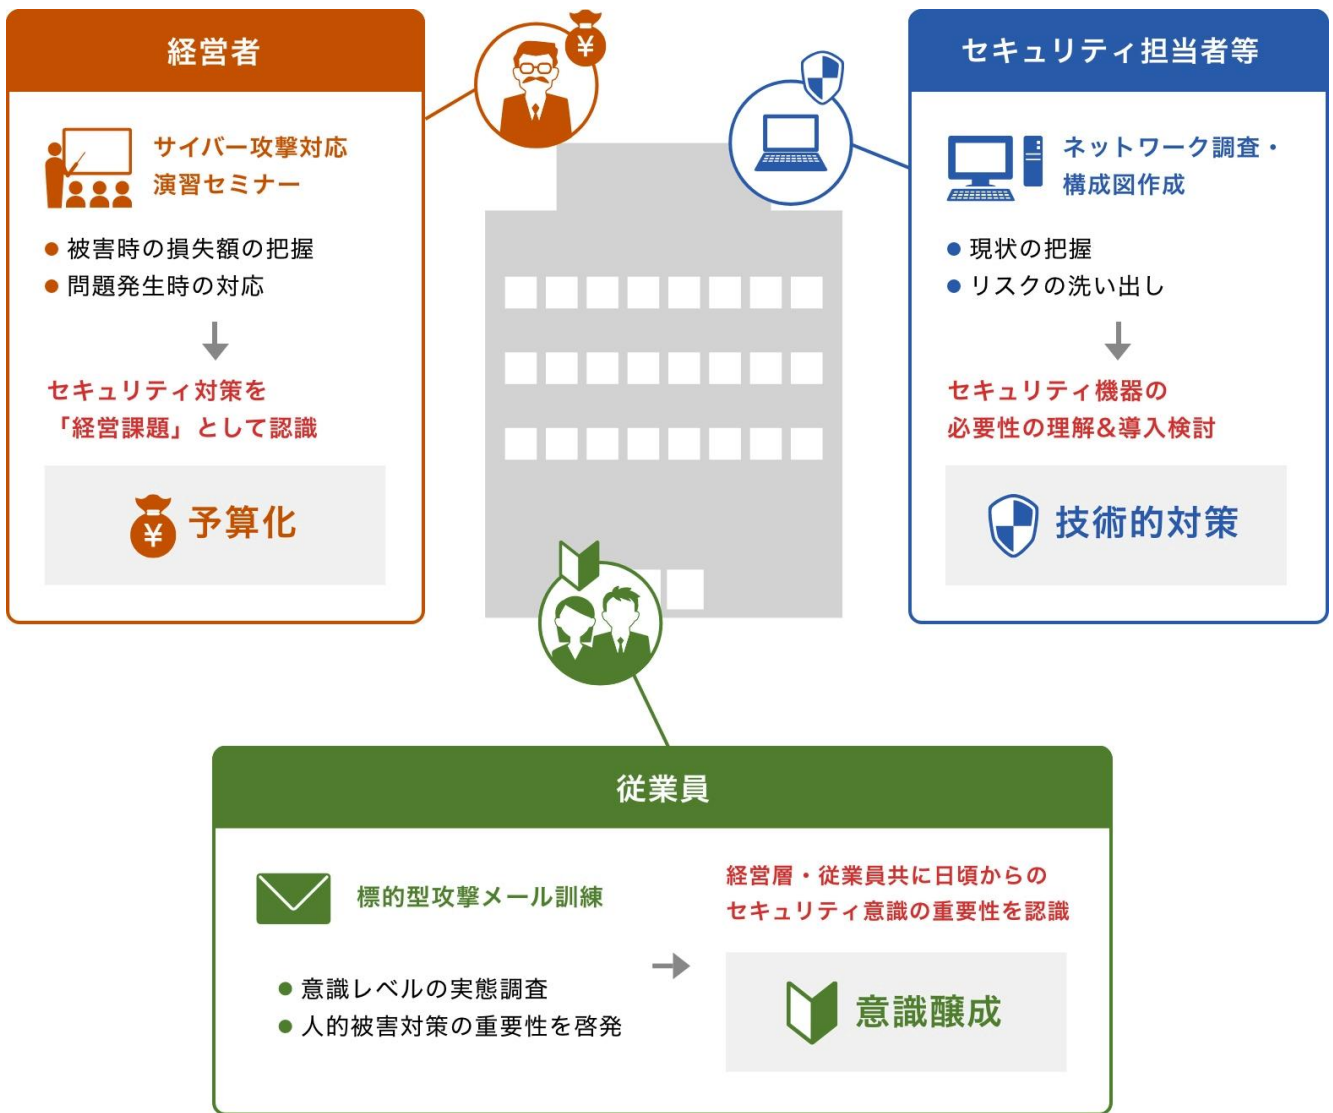 経営者
¥
サイバー攻撃対応
演習セミナー
被害時の損失額の把握
問題発生時の対応
セキュリティ対策を
「経営課題」として認識
¥
予算化
セキュリティ担当者等
ネットワーク調査・
構成図作成
現状の把握
リスクの洗い出し
セキュリティ機器の
必要性の理解&導入検討
技術的対策
従業員
標的型攻撃メール訓練
意識レベルの実態調査
人的被害対策の重要性を啓発
経営層・従業員共に日頃からの
セキュリティ意識の重要性を認識
意識醸成